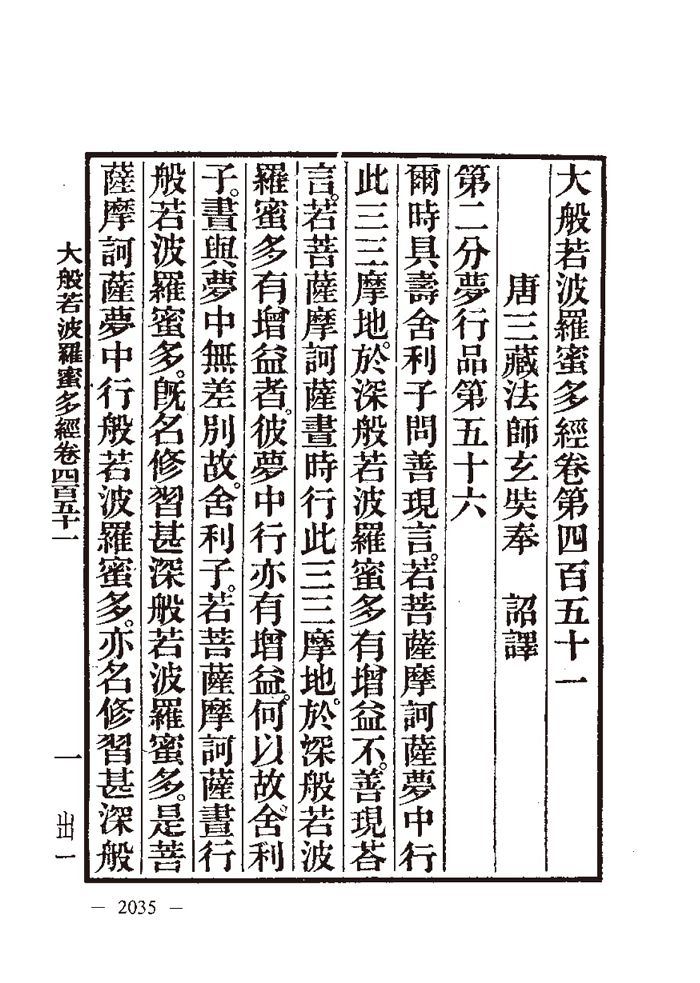 大般若波羅蜜多經卷第四百五十一
唐三藏法師玄奘奉　詔譯
第二分夢行品第五十六
爾時具壽舍利子問善現言。若菩薩摩訶薩夢中行
此三三摩地。於深般若波羅蜜多有增益不。善現荅
言。若菩薩摩訶薩晝時行此三三摩地。於深般若波
羅蜜多有增益者。彼夢中行亦有增益。何以故。舍利
子。晝與夢中無差別故。舍利子。若菩薩摩訶薩晝行
般若波羅蜜多。旣名修習甚深般若波羅蜜多。是菩
薩摩訶薩夢中行般若波羅蜜多。亦名修習甚深般
大般若波羅蜜多經卷四百五十一　一　出一
— 2035 —